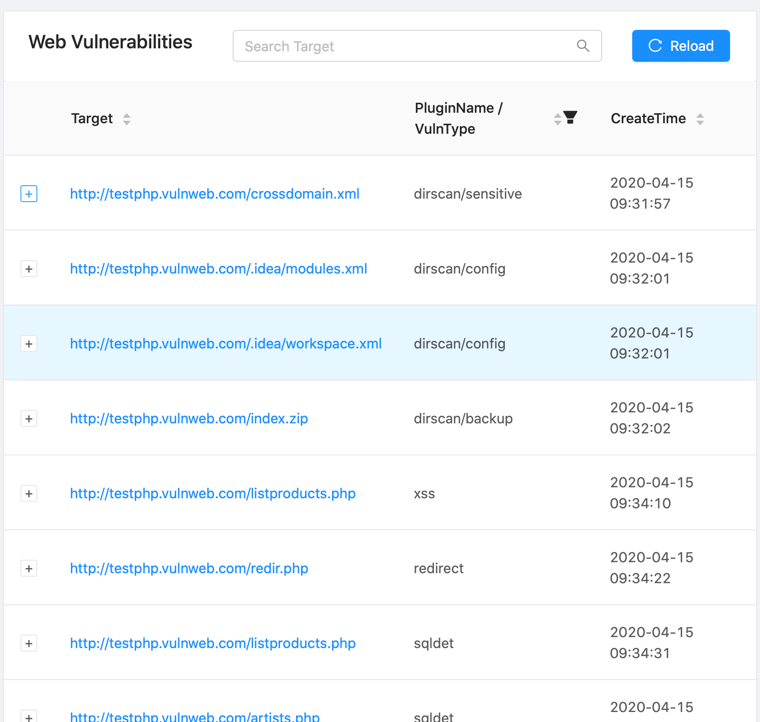 Web Vulnerabilities
Search Target
Reload
Target
PluginName /
VulnType
CreateTime
http://testphp.vulnweb.com/crossdomain.xml
dirscan/sensitive
2020-04-15
09:31:57
http://testphp.vulnweb.com/.idea/modules.xml
dirscan/config
2020-04-15
09:32:01
http://testphp.vulnweb.com/.idea/workspace.xml
dirscan/config
2020-04-15
09:32:01
http://testphp.vulnweb.com/index.zip
dirscan/backup
2020-04-15
09:32:02
http://testphp.vulnweb.com/listproducts.php
xss
2020-04-15
09:34:10
http://testphp.vulnweb.com/redir.php
redirect
2020-04-15
09:34:22
http://testphp.vulnweb.com/listproducts.php
sqldet
2020-04-15
09:34:31
http://testphp.vulnweb.com/artists.php
sqldet
2020-04-15